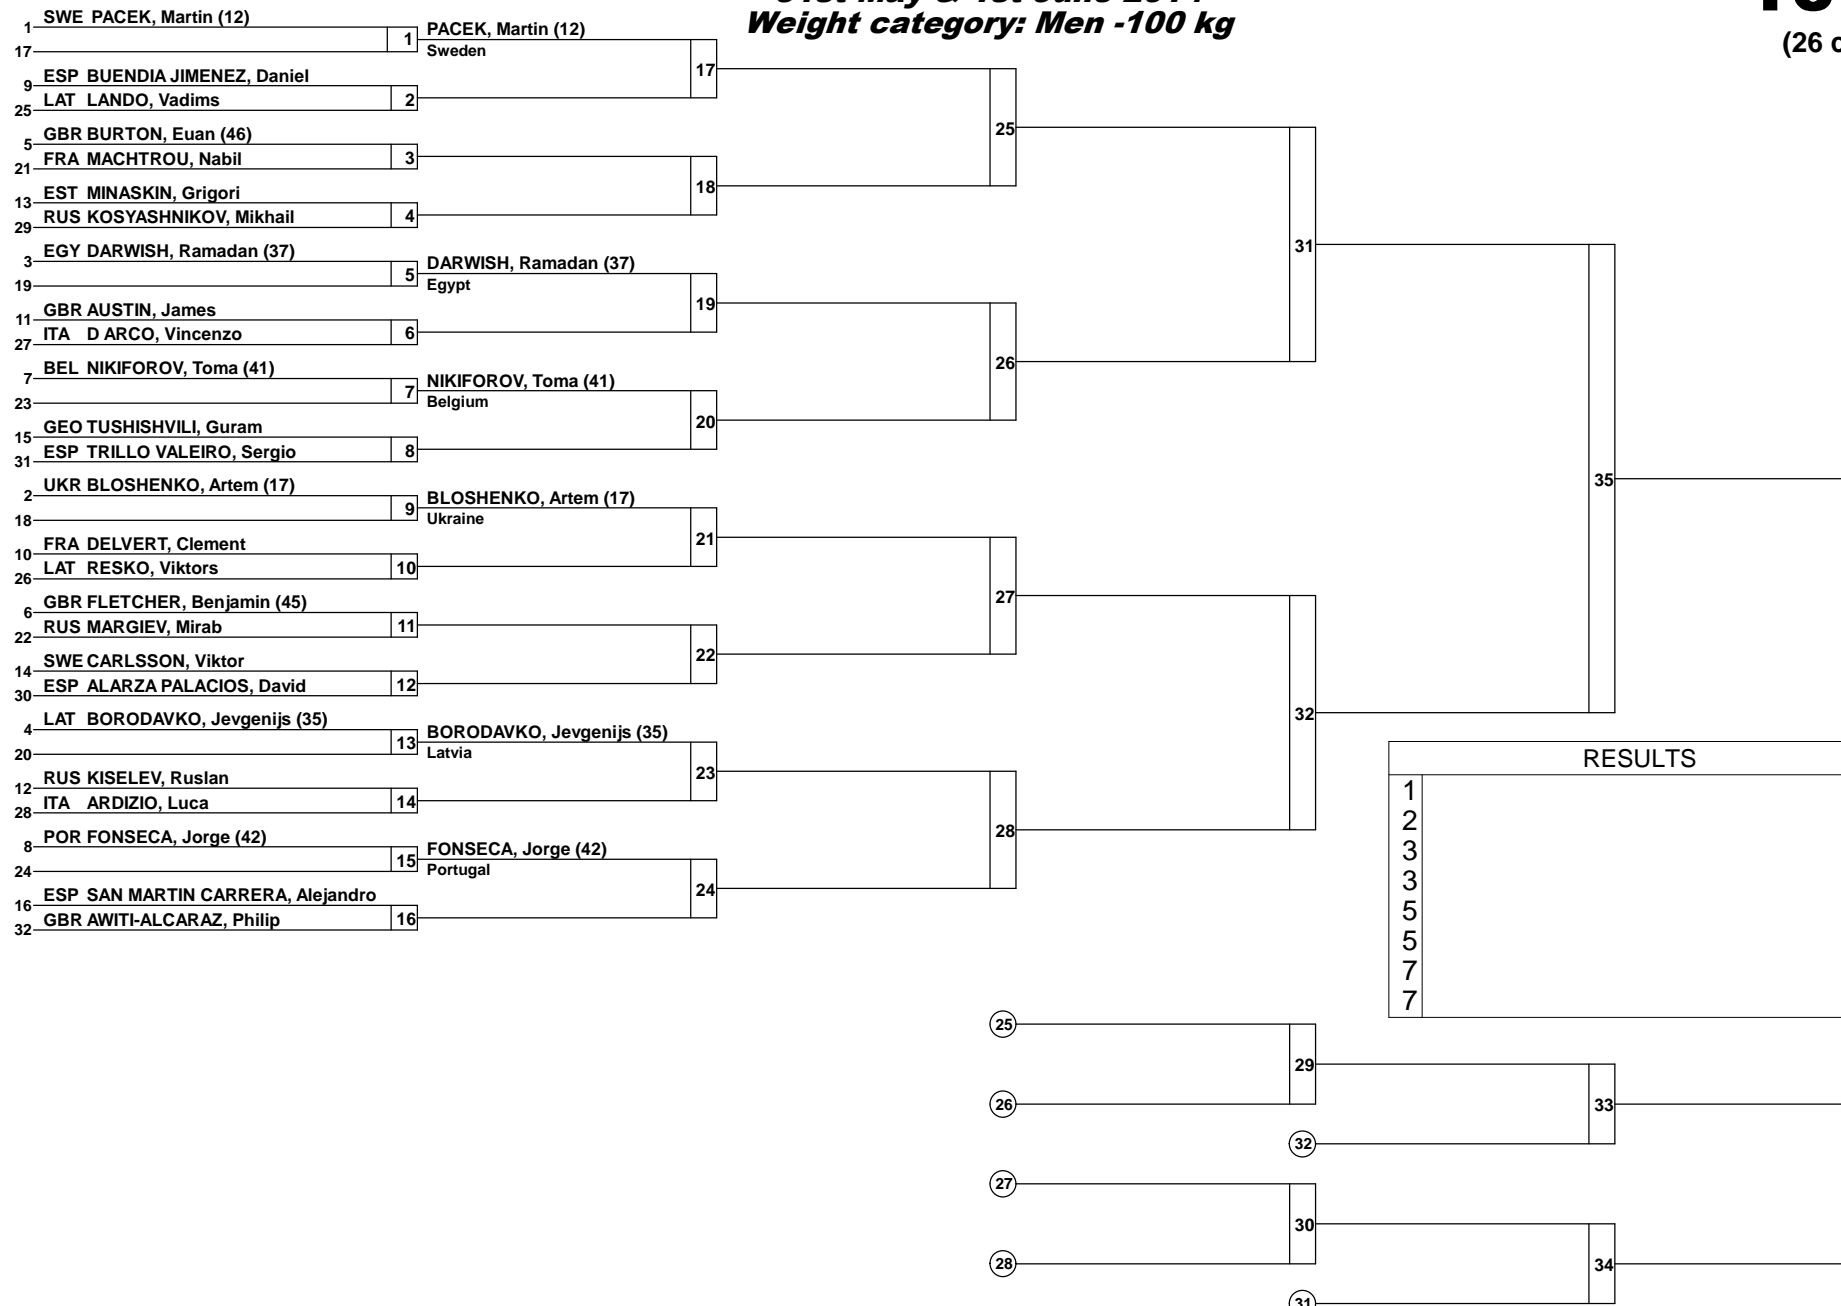 Weight category: Men -100 kg
(26
1 SWE PACEK, Martin (12)
17
1
PACEK, Martin (12)
Sweden
9 ESP BUENDIA JIMENEZ, Daniel
25 LAT LANDO, Vadims
2
17
5 GBR BURTON, Euan (46)
21 FRA MACHTROU, Nabil
3
25
13 EST MINASKIN, Grigori
29 RUS KOSYASHNIKOV, Mikhail
4
18
3 EGY DARWISH, Ramadan (37)
19
5
DARWISH, Ramadan (37)
Egypt
31
11 GBR AUSTIN, James
27 ITA D ARCO, Vincenzo
6
19
7 BEL NIKIFOROV, Toma (41)
23
7
NIKIFOROV, Toma (41)
Belgium
26
15 GEO TUSHISHVILI, Guram
31 ESP TRILLO VALEIRO, Sergio
8
20
2 UKR BLOSHENKO, Artem (17)
18
9
BLOSHENKO, Artem (17)
Ukraine
35
10 FRA DELVERT, Clement
26 LAT RESKO, Viktors
10
21
6 GBR FLETCHER, Benjamin (45)
22 RUS MARGIEV, Mirab
11
27
14 SWE CARLSSON, Viktor
30 ESP ALARZA PALACIOS, David
12
22
4 LAT BORODAVKO, Jevgenijs (35)
20
13
BORODAVKO, Jevgenijs (35)
Latvia
32
12 RUS KISELEV, Ruslan
28 ITA ARDIZIO, Luca
14
23
8 POR FONSECA, Jorge (42)
24
15
FONSECA, Jorge (42)
Portugal
28
16 ESP SAN MARTIN CARRERA, Alejandro
32 GBR AWITI-ALCARAZ, Philip
16
24
RESULTS
1
2
3
3
5
5
7
7
25
29
26
33
32
27
30
28
34
31